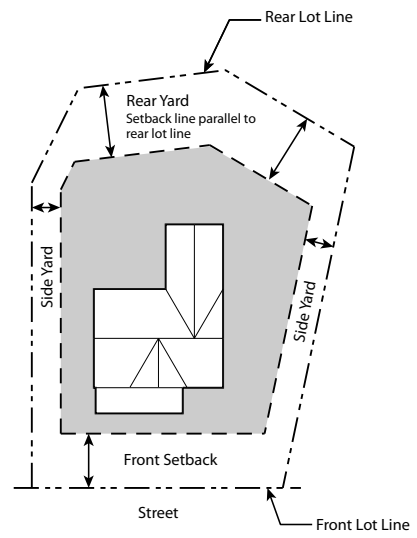 Rear Lot Line
Rear Yard
Setback line parallel to
rear lot line
Side Yard
Side Yard
Front Setback
Street
Front Lot Line